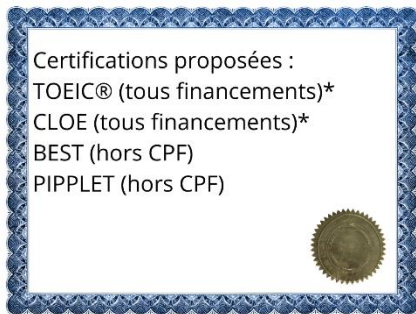 Certifications proposées :
TOEIC® (tous financements)*
CLOE (tous financements)*
BEST (hors CPF)
PIPPLET (hors CPF)